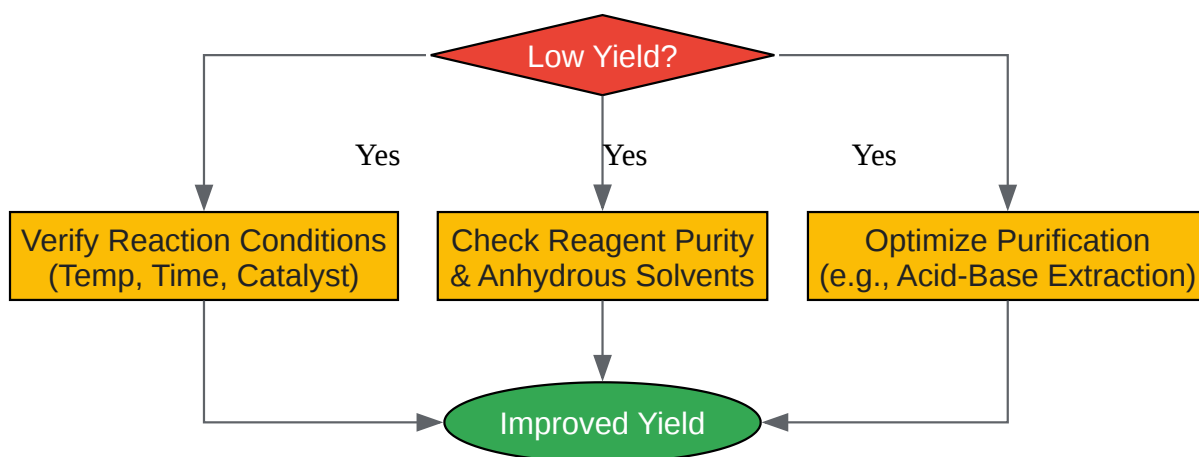 Low Yield?
Yes
Yes
Yes
Verify Reaction Conditions
(Temp, Time, Catalyst)
Check Reagent Purity
& Anhydrous Solvents
Optimize Purification
(e.g., Acid-Base Extraction)
Improved Yield